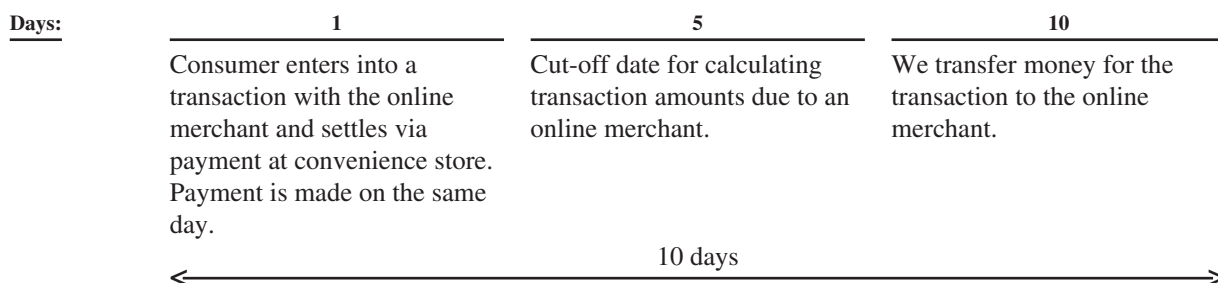 Days: 1 5 10
Consumer enters into a
transaction with the online
merchant and settles via
payment at convenience store.
Payment is made on the same
day.
Cut-off date for calculating
transaction amounts due to an
online merchant.
We transfer money for the
transaction to the online
merchant.
10 days